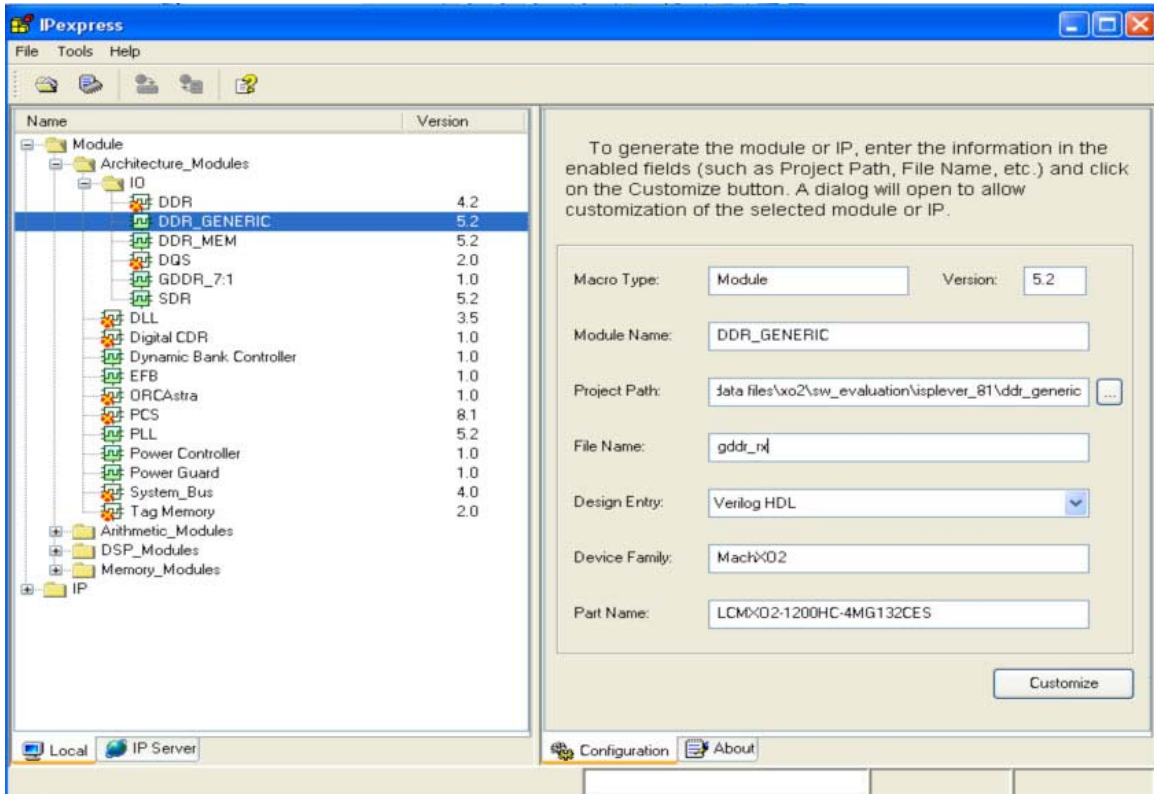 IPexpress
File Tools Help
Name Version
Module
Architecture_Modules
IO
DDR 4.2
DDR_GENERIC 5.2
DDR_MEM 5.2
DQS 2.0
GDDR_7:1 1.0
SDR 5.2
DLL 3.5
Digital CDR 1.0
Dynamic Bank Controller 1.0
EFB 1.0
ORCAstra 1.0
PCS 8.1
PLL 5.2
Power Controller 1.0
Power Guard 1.0
System_Bus 4.0
Tag Memory 2.0
Arithmetic_Modules
DSP_Modules
Memory_Modules
IP
Local IP Server
To generate the module or IP, enter the information in the
enabled fields (such as Project Path, File Name, etc.) and click
on the Customize button. A dialog will open to allow
customization of the selected module or IP.
Macro Type: Module Version: 5.2
Module Name: DDR_GENERIC
Project Path: data files\xo2\sw_evaluation\isplever_81\ddr_generic ...
File Name: gddr_rx
Design Entry: Verilog HDL
Device Family: MachXO2
Part Name: LCMXO2-1200HC-4MG132CES
Customize
Configuration About